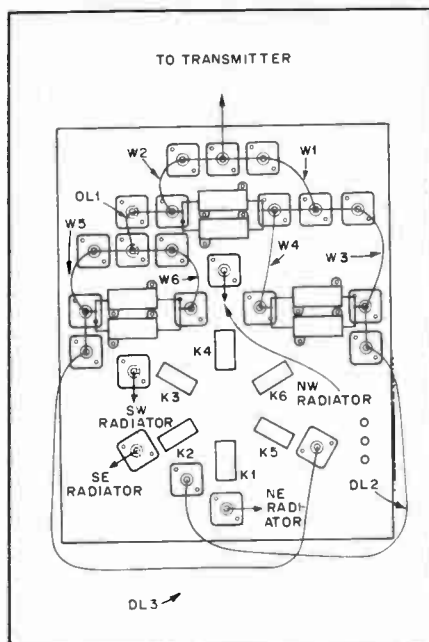 TO TRANSMITTER
W2
W1
OL1
W5
W4
W3
W6
K4
K3
K6
NW
RADIATOR
SW
RADIATOR
SE
RADIATOR
K2
K5
K1
NE
RADI-
ATOR
DL2
DL3